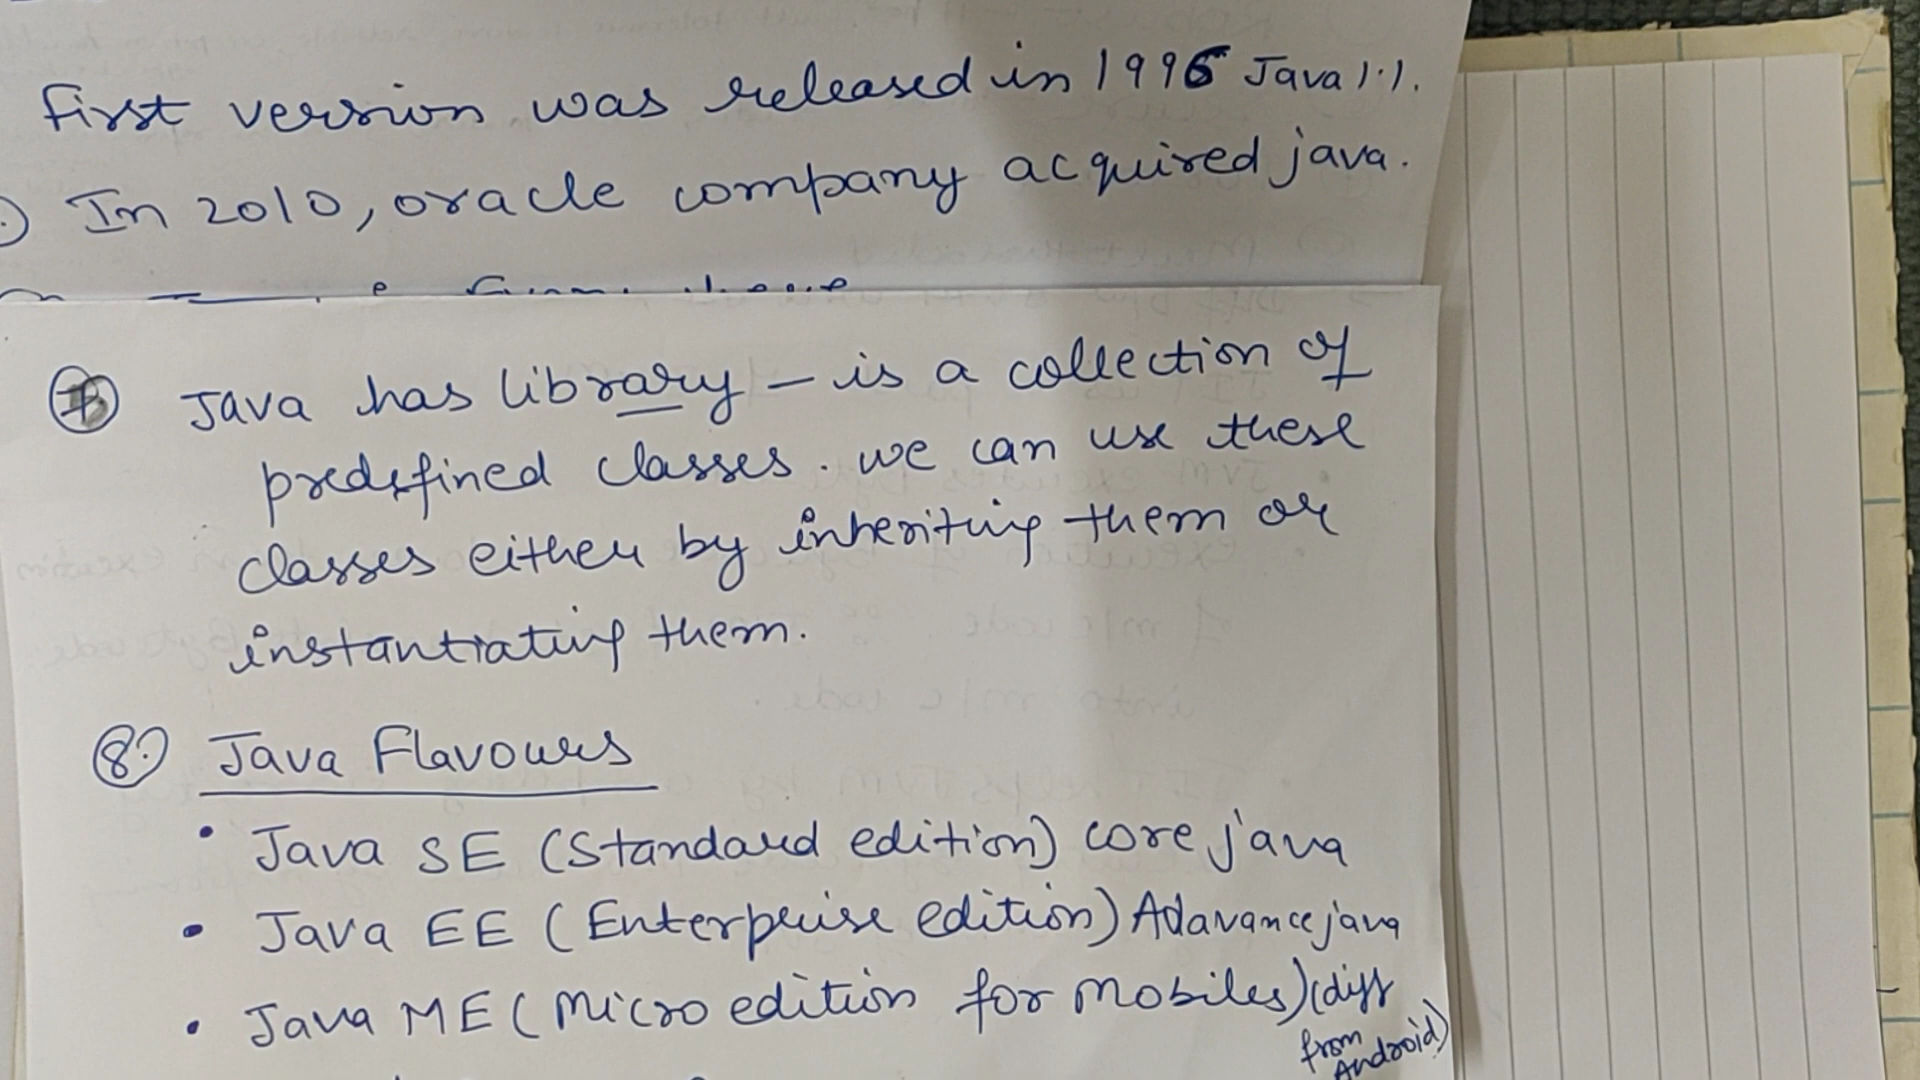 First version was released in 1996 Java 1.1.
In 2010, oracle company acquired java.
Java has library – is a collection of
predefined classes. we can use these
classes either by inheriting them or
instantiating them.
8.) Java Flavours
• Java SE (Standard edition) core java
• Java EE (Enterprise edition) Adavance java
• Java ME (Micro edition for Mobiles) (diff
from
Android)